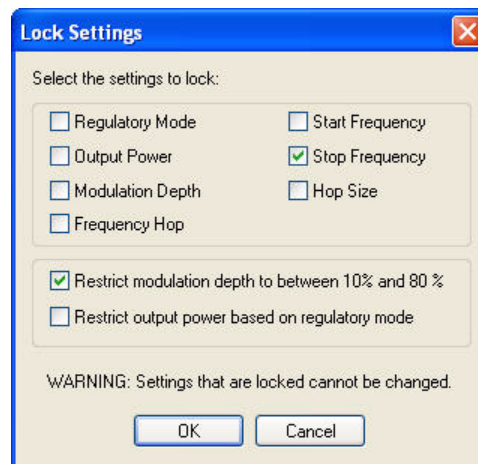 Lock Settings
Select the settings to lock:
Regulatory Mode
Output Power
Modulation Depth
Frequency Hop
Start Frequency
Stop Frequency
Hop Size
Restrict modulation depth to between 10% and 80 %
Restrict output power based on regulatory mode
WARNING: Settings that are locked cannot be changed.
OK
Cancel